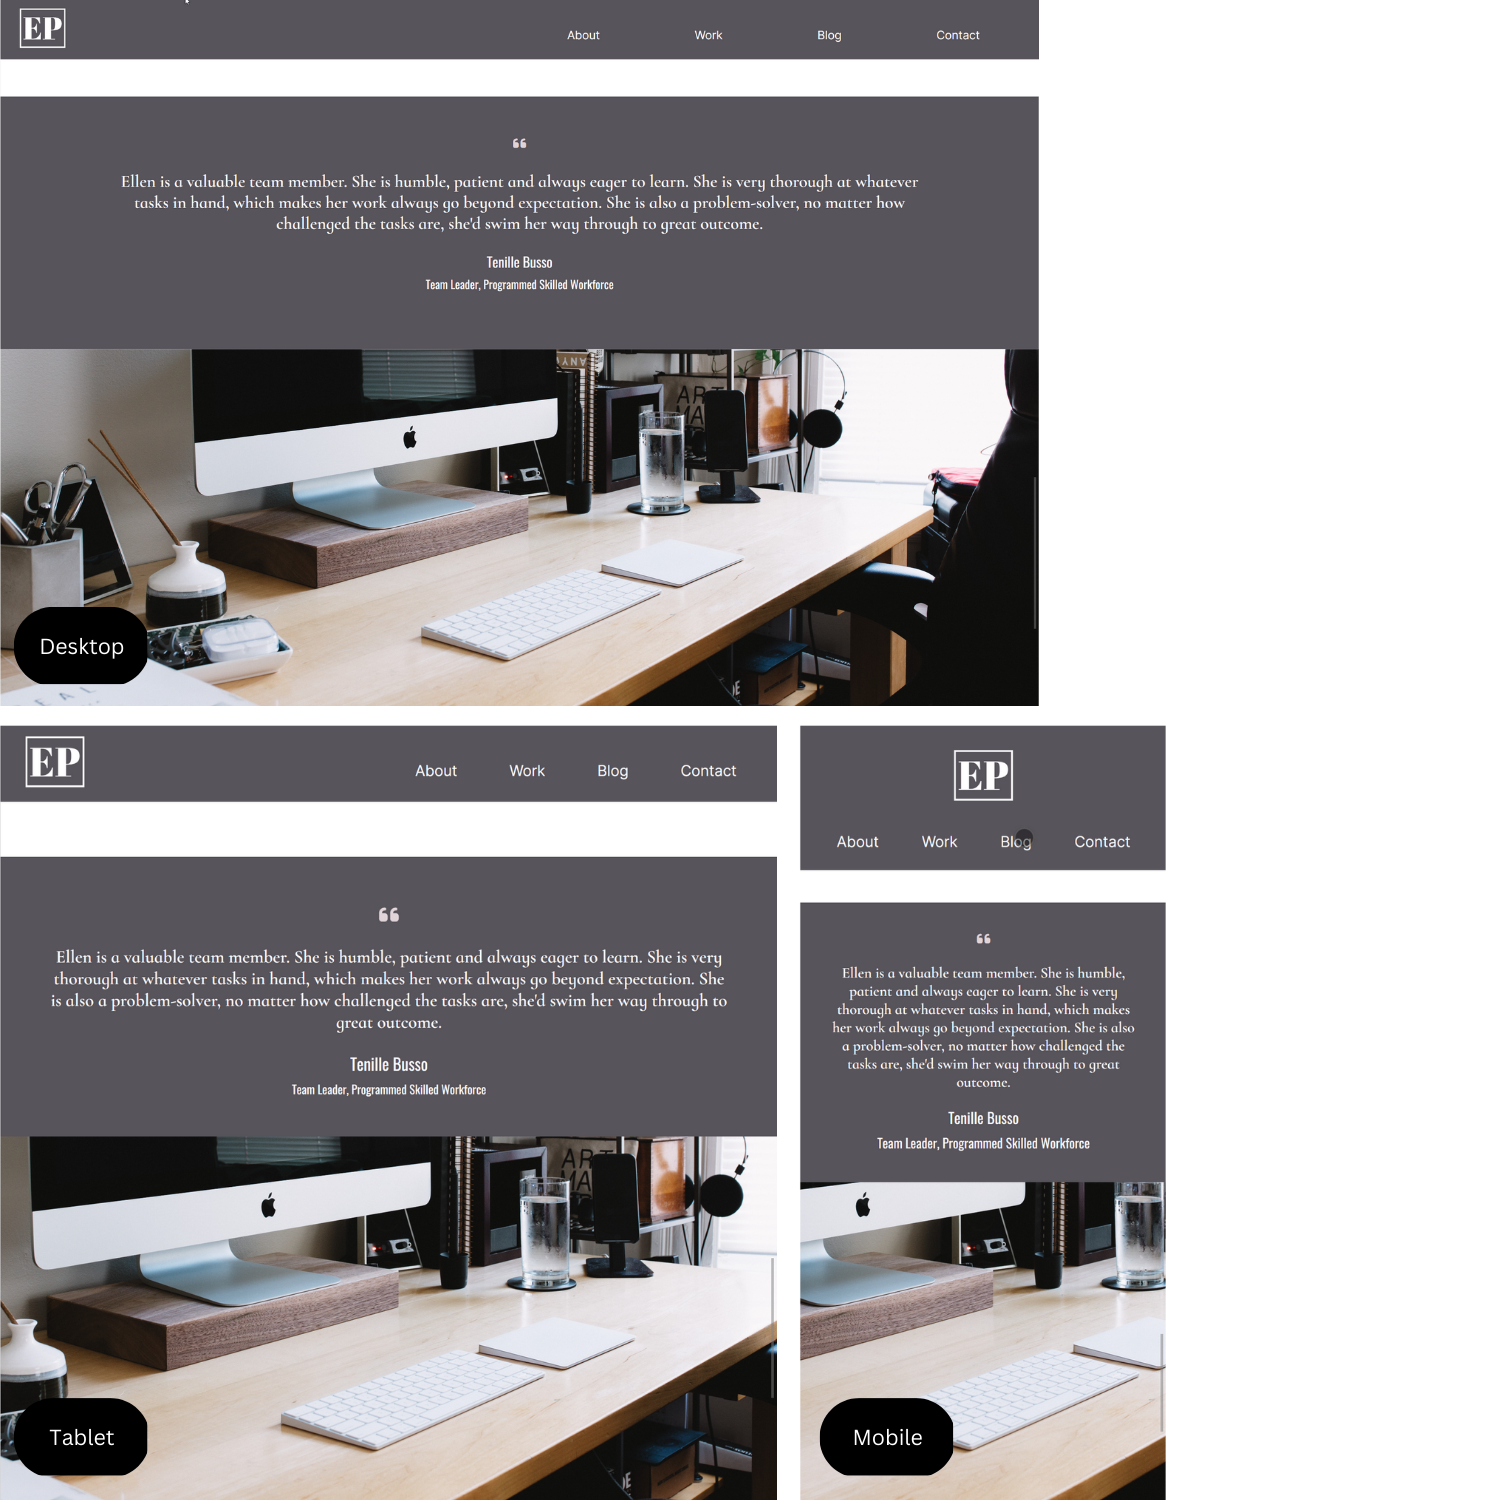 EP
About Work Blog Contact
“
Ellen is a valuable team member. She is humble, patient and always eager to learn. She is very thorough at whatever
tasks in hand, which makes her work always go beyond expectation. She is also a problem-solver, no matter how
challenged the tasks are, she'd swim her way through to great outcome.
Tenille Busso
Team Leader, Programmed Skilled Workforce
ART
MA
Desktop
EP
About Work Blog Contact
“
Ellen is a valuable team member. She is humble, patient and always eager to learn. She is very
thorough at whatever tasks in hand, which makes her work always go beyond expectation. She
is also a problem-solver, no matter how challenged the tasks are, she'd swim her way through to
great outcome.
Tenille Busso
Team Leader, Programmed Skilled Workforce
ART
MA
Tablet
EP
About Work Blog Contact
“
Ellen is a valuable team member. She is humble,
patient and always eager to learn. She is very
thorough at whatever tasks in hand, which makes
her work always go beyond expectation. She is also
a problem-solver, no matter how challenged the
tasks are, she'd swim her way through to great
outcome.
Tenille Busso
Team Leader, Programmed Skilled Workforce
Mobile